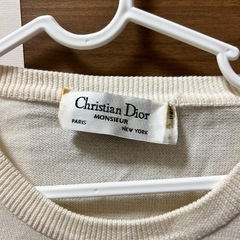 Christian Dior
MONSIEUR
PARIS NEW YORK